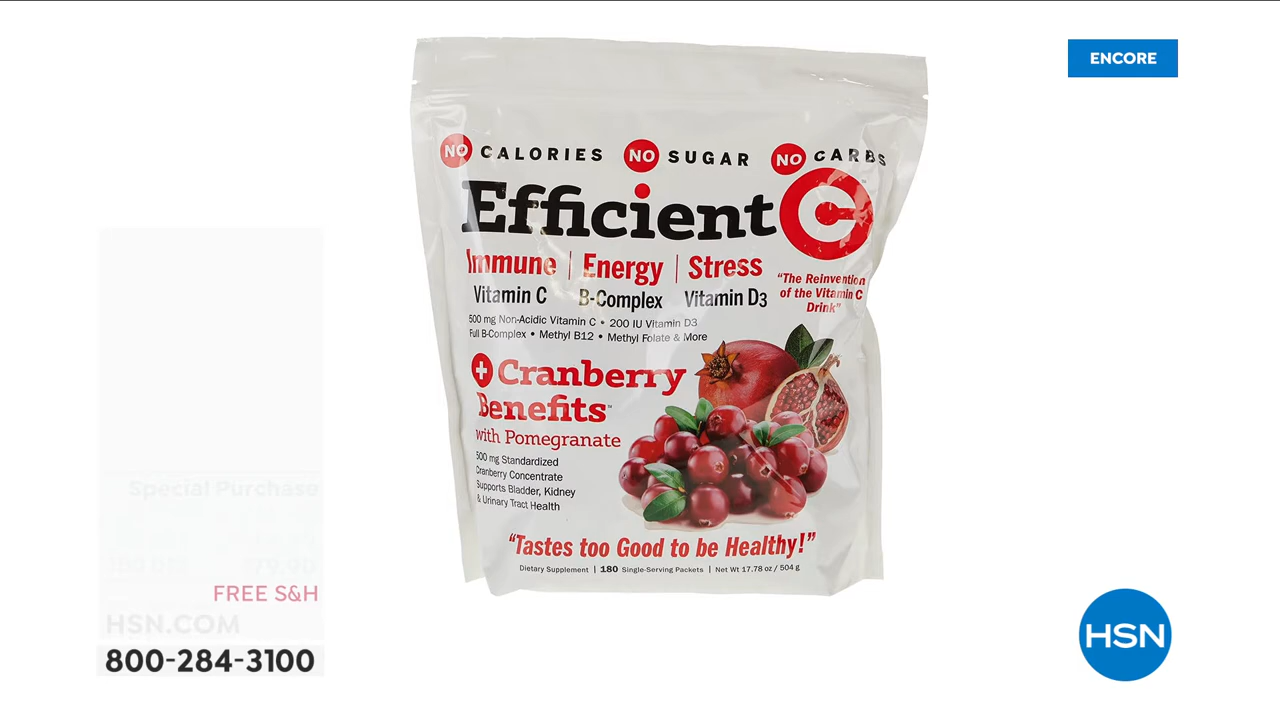 ENCORE
NO CALORIES NO SUGAR NO CARBS
Efficient C
Immune | Energy | Stress
Vitamin C B-Complex Vitamin D3
"The Reinvention
of the Vitamin C
Drink"
500 mg Non-Acidic Vitamin C • 200 IU Vitamin D3
Full B-Complex • Methyl B12 • Methyl Folate & More
+ Cranberry
Benefits™
with Pomegranate
500 mg Standardized
Cranberry Concentrate
Supports Bladder, Kidney
& Urinary Tract Health
"Tastes too Good to be Healthy!"
Dietary Supplement | 180 Single-Serving Packets | Net Wt 17.78 oz / 504 g
Special Purchase
FREE S&H
HSN.COM
800-284-3100
HSN